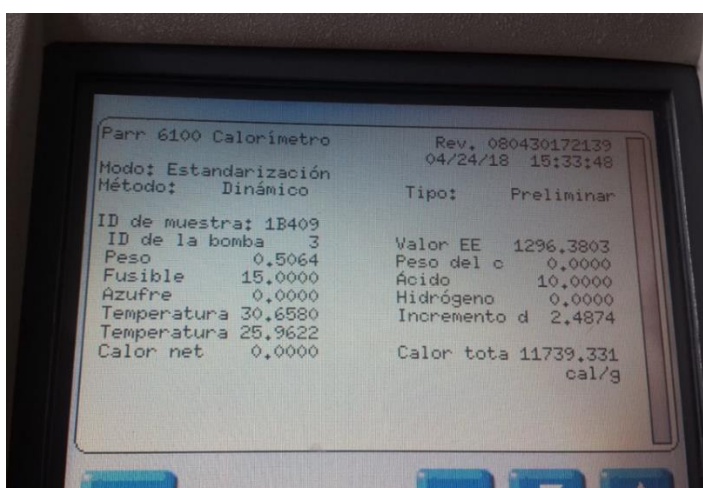 Parr 6100 Calorímetro Rev. 080430172139
04/24/18 15:33:48
Modo: Estandarización
Método: Dinámico Tipo: Preliminar
ID de muestra: 1B409
ID de la bomba 3 Valor EE 1296.3803
Peso 0.5064 Peso del c 0.0000
Fusible 15.0000 Ácido 10.0000
Azufre 0.0000 Hidrógeno 0.0000
Temperatura 30.6580 Incremento d 2.4874
Temperatura 25.9622
Calor net 0.0000 Calor tota 11739.331
cal/g